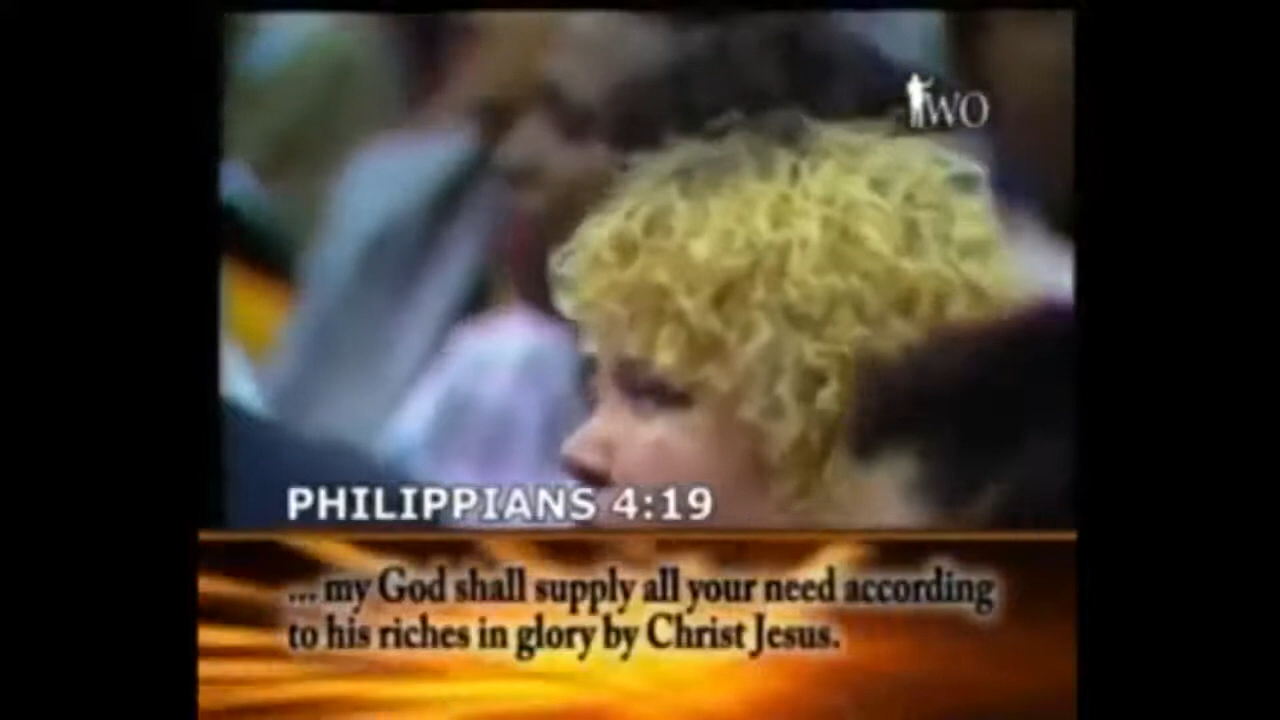 TWO
PHILIPPIANS 4:19
... my God shall supply all your need according
to his riches in glory by Christ Jesus.